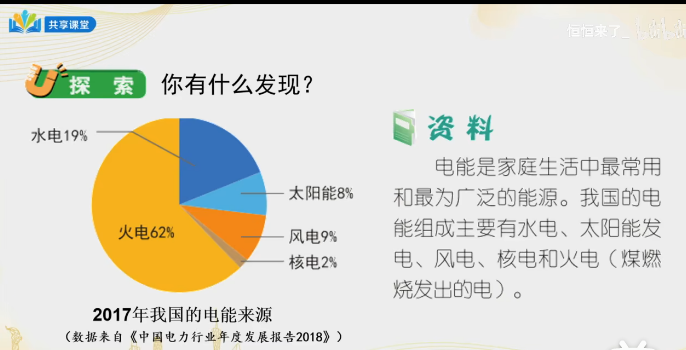 共享课堂
恒恒来了
探 索
你有什么发现？
水电19%
太阳能8%
火电62%
风电9%
核电2%
2017年我国的电能来源
（数据来自《中国电力行业年度发展报告2018》）
资料
电能是家庭生活中最常用
和最为广泛的能源。我国的电
能组成主要有水电、太阳能发
电、风电、核电和火电（煤燃
烧发出的电）。